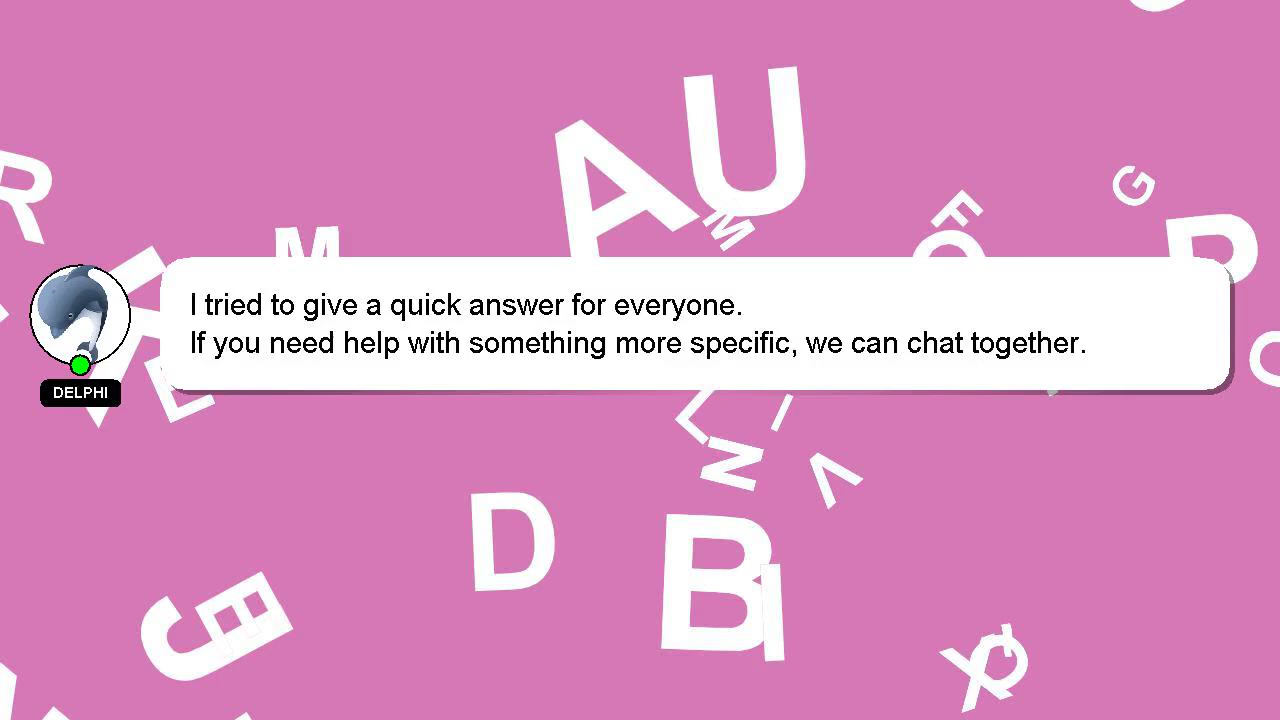 I tried to give a quick answer for everyone.
If you need help with something more specific, we can chat together.
DELPHI
R
M
A
U
M
F
O
G
E
L
I
N
V
D
B
I
C
E
X
Q